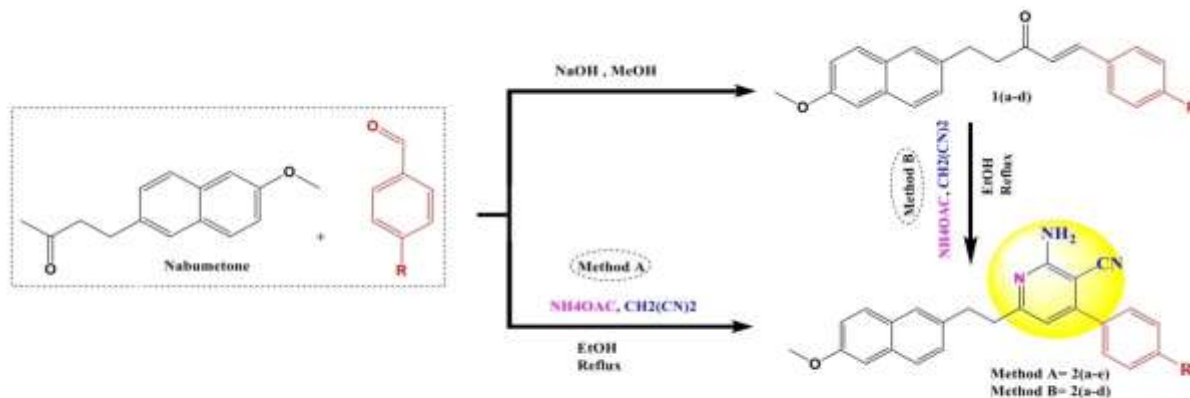 NaOH , MeOH
O
O
R
1(a-d)
O
O
O
+
R
Nabumetone
Method A
NH4OAC, CH2(CN)2
EtOH
Reflux
Method B
NH4OAC, CH2(CN)2
EtOH
Reflux
NH2
N
CN
O
R
Method A= 2(a-e)
Method B= 2(a-d)